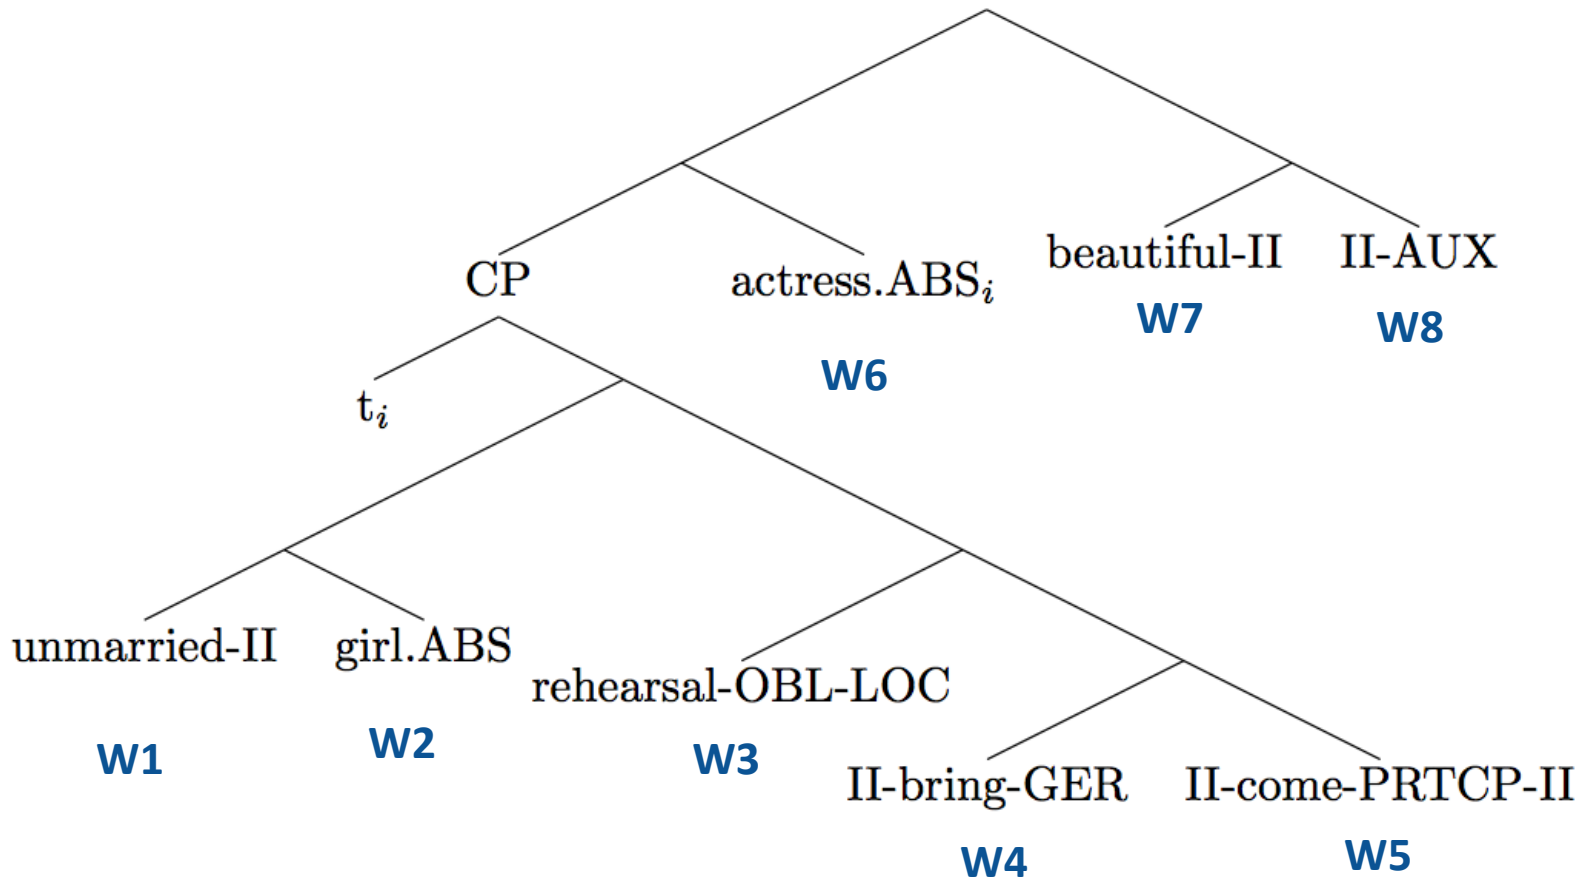 beautiful-II II-AUX
CP actress.ABSi
W7 W8
W6
ti
unmarried-II girl.ABS
rehearsal-OBL-LOC
W1 W2 W3
II-bring-GER II-come-PRTCP-II
W4 W5